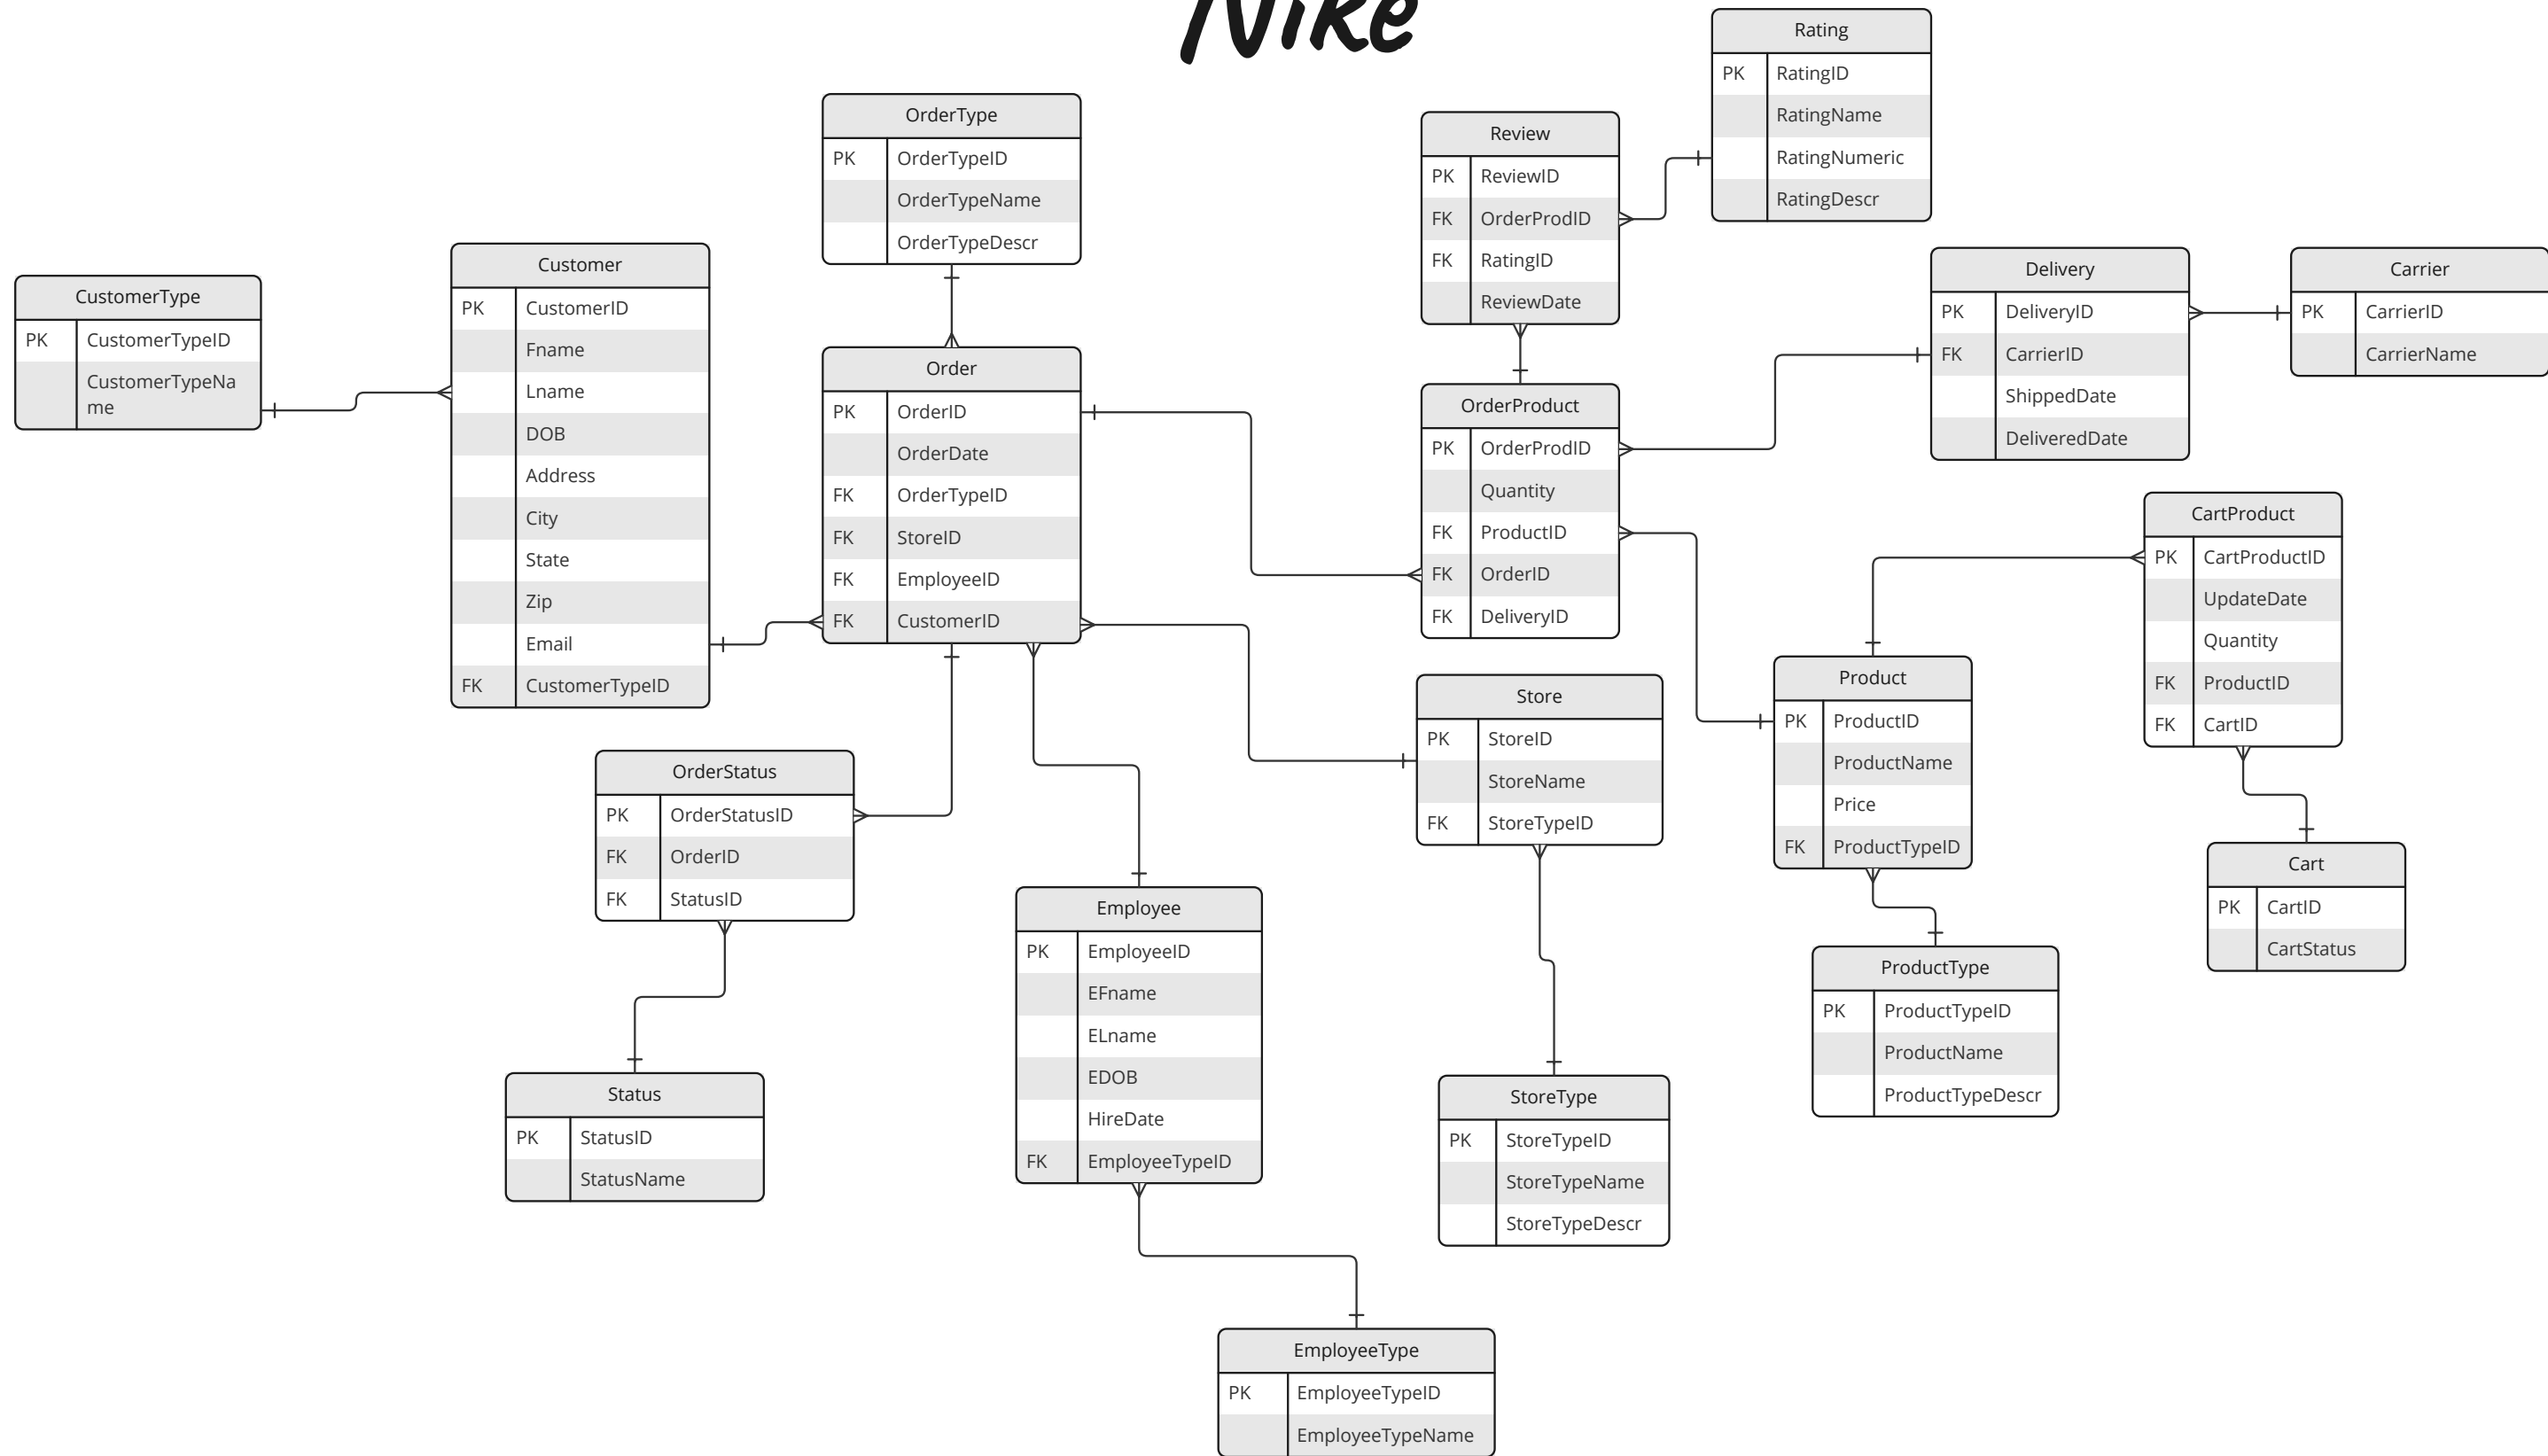 Nike
Rating
PK RatingID
RatingName
RatingNumeric
RatingDescr
OrderType
PK OrderTypeID
OrderTypeName
OrderTypeDescr
Review
PK ReviewID
FK OrderProdID
FK RatingID
ReviewDate
Customer
PK CustomerID
Fname
Lname
DOB
Address
City
State
Zip
Email
FK CustomerTypeID
Delivery
PK DeliveryID
FK CarrierID
ShippedDate
DeliveredDate
Carrier
PK CarrierID
CarrierName
CustomerType
PK CustomerTypeID
CustomerTypeNa
me
Order
PK OrderID
OrderDate
FK OrderTypeID
FK StoreID
FK EmployeeID
FK CustomerID
OrderProduct
PK OrderProdID
Quantity
FK ProductID
FK OrderID
FK DeliveryID
CartProduct
PK CartProductID
UpdateDate
Quantity
FK ProductID
FK CartID
Product
PK ProductID
ProductName
Price
FK ProductTypeID
Store
PK StoreID
StoreName
FK StoreTypeID
OrderStatus
PK OrderStatusID
FK OrderID
FK StatusID
Cart
PK CartID
CartStatus
Employee
PK EmployeeID
EFname
ELname
EDOB
HireDate
FK EmployeeTypeID
ProductType
PK ProductTypeID
ProductName
ProductTypeDescr
Status
PK StatusID
StatusName
StoreType
PK StoreTypeID
StoreTypeName
StoreTypeDescr
EmployeeType
PK EmployeeTypeID
EmployeeTypeName